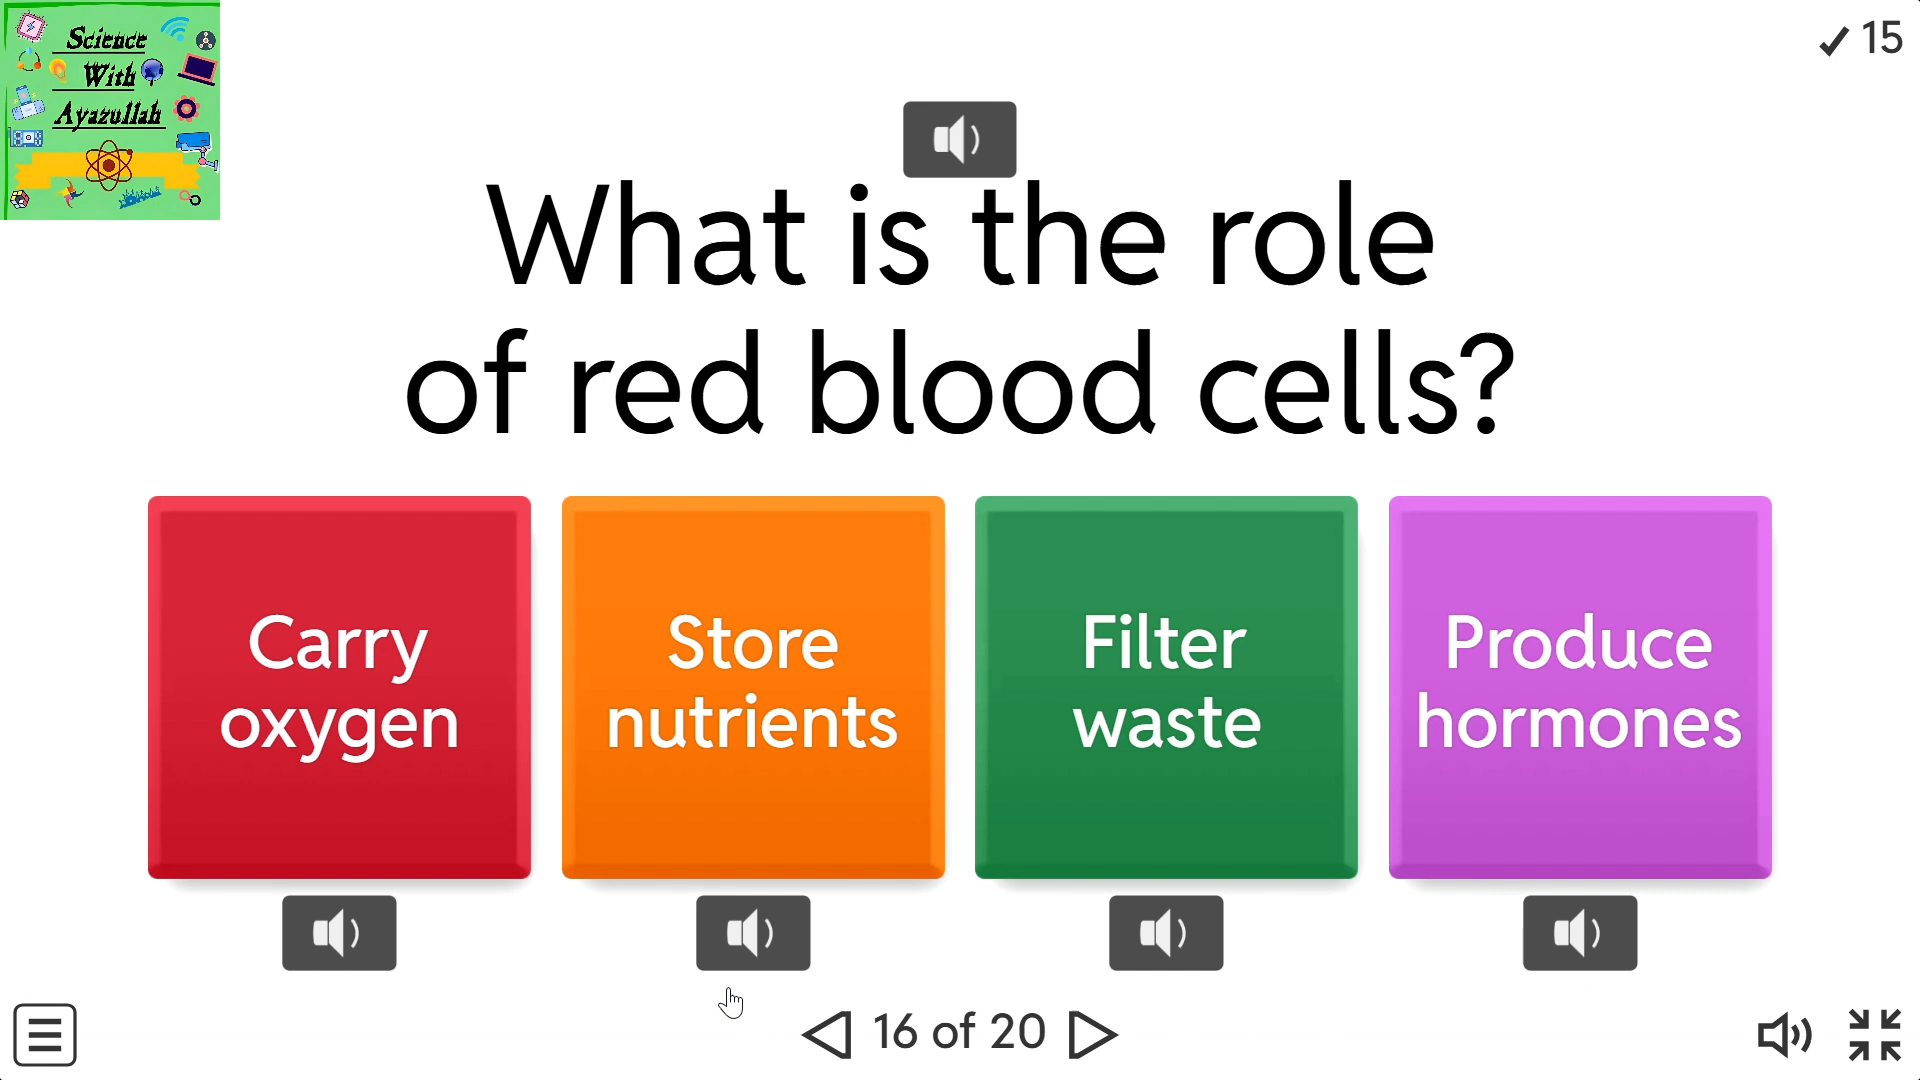 Science
With
Ayazullah
15
What is the role
of red blood cells?
Carry
oxygen
Store
nutrients
Filter
waste
Produce
hormones
16 of 20